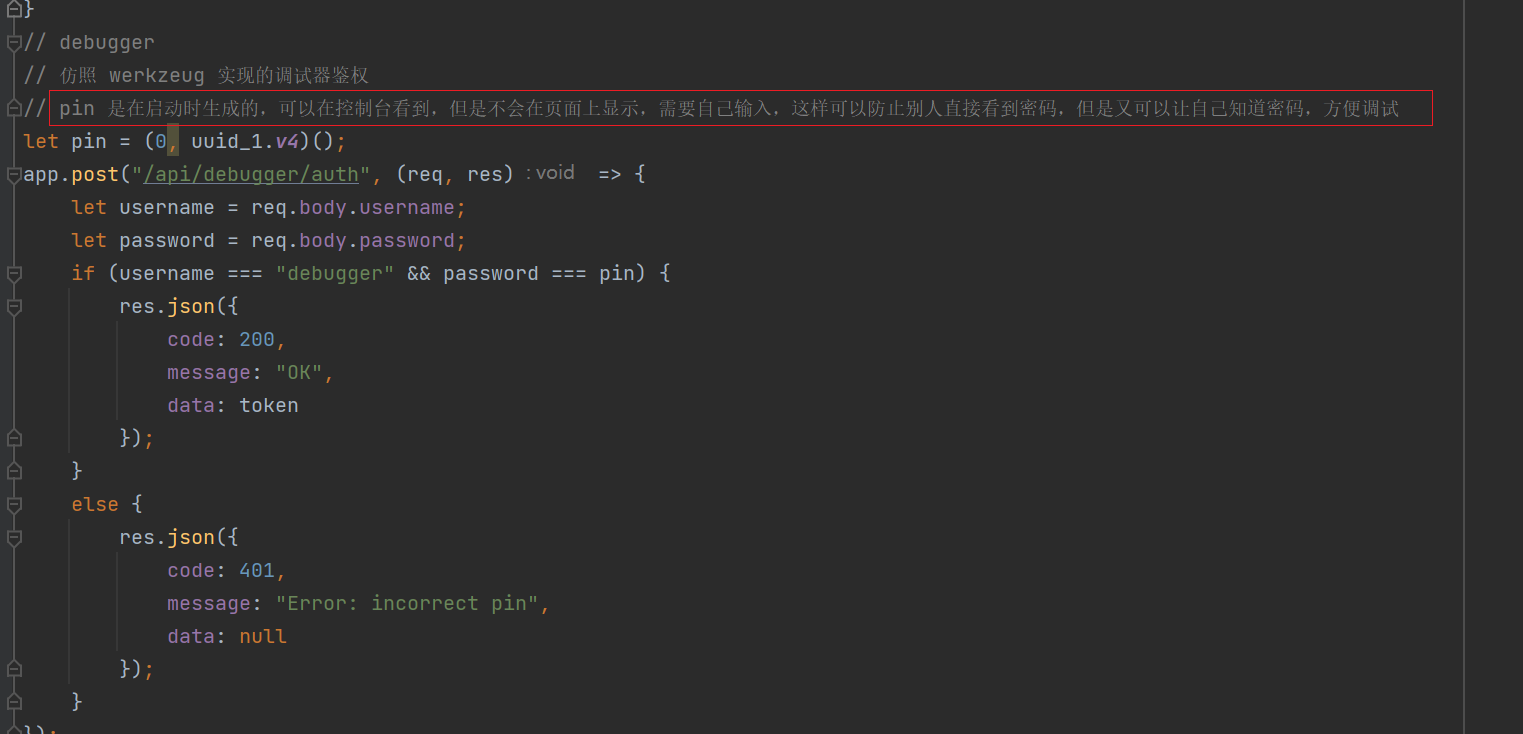 }
// debugger
// 仿照 werkzeug 实现的调试器鉴权
// pin 是在启动时生成的，可以在控制台看到，但是不会在页面上显示，需要自己输入，这样可以防止别人直接看到密码，但是又可以让自己知道密码，方便调试
let pin = (0, uuid_1.v4)();
app.post("/api/debugger/auth", (req, res) : void => {
    let username = req.body.username;
    let password = req.body.password;
    if (username === "debugger" && password === pin) {
        res.json({
            code: 200,
            message: "OK",
            data: token
        });
    }
    else {
        res.json({
            code: 401,
            message: "Error: incorrect pin",
            data: null
        });
    }
});